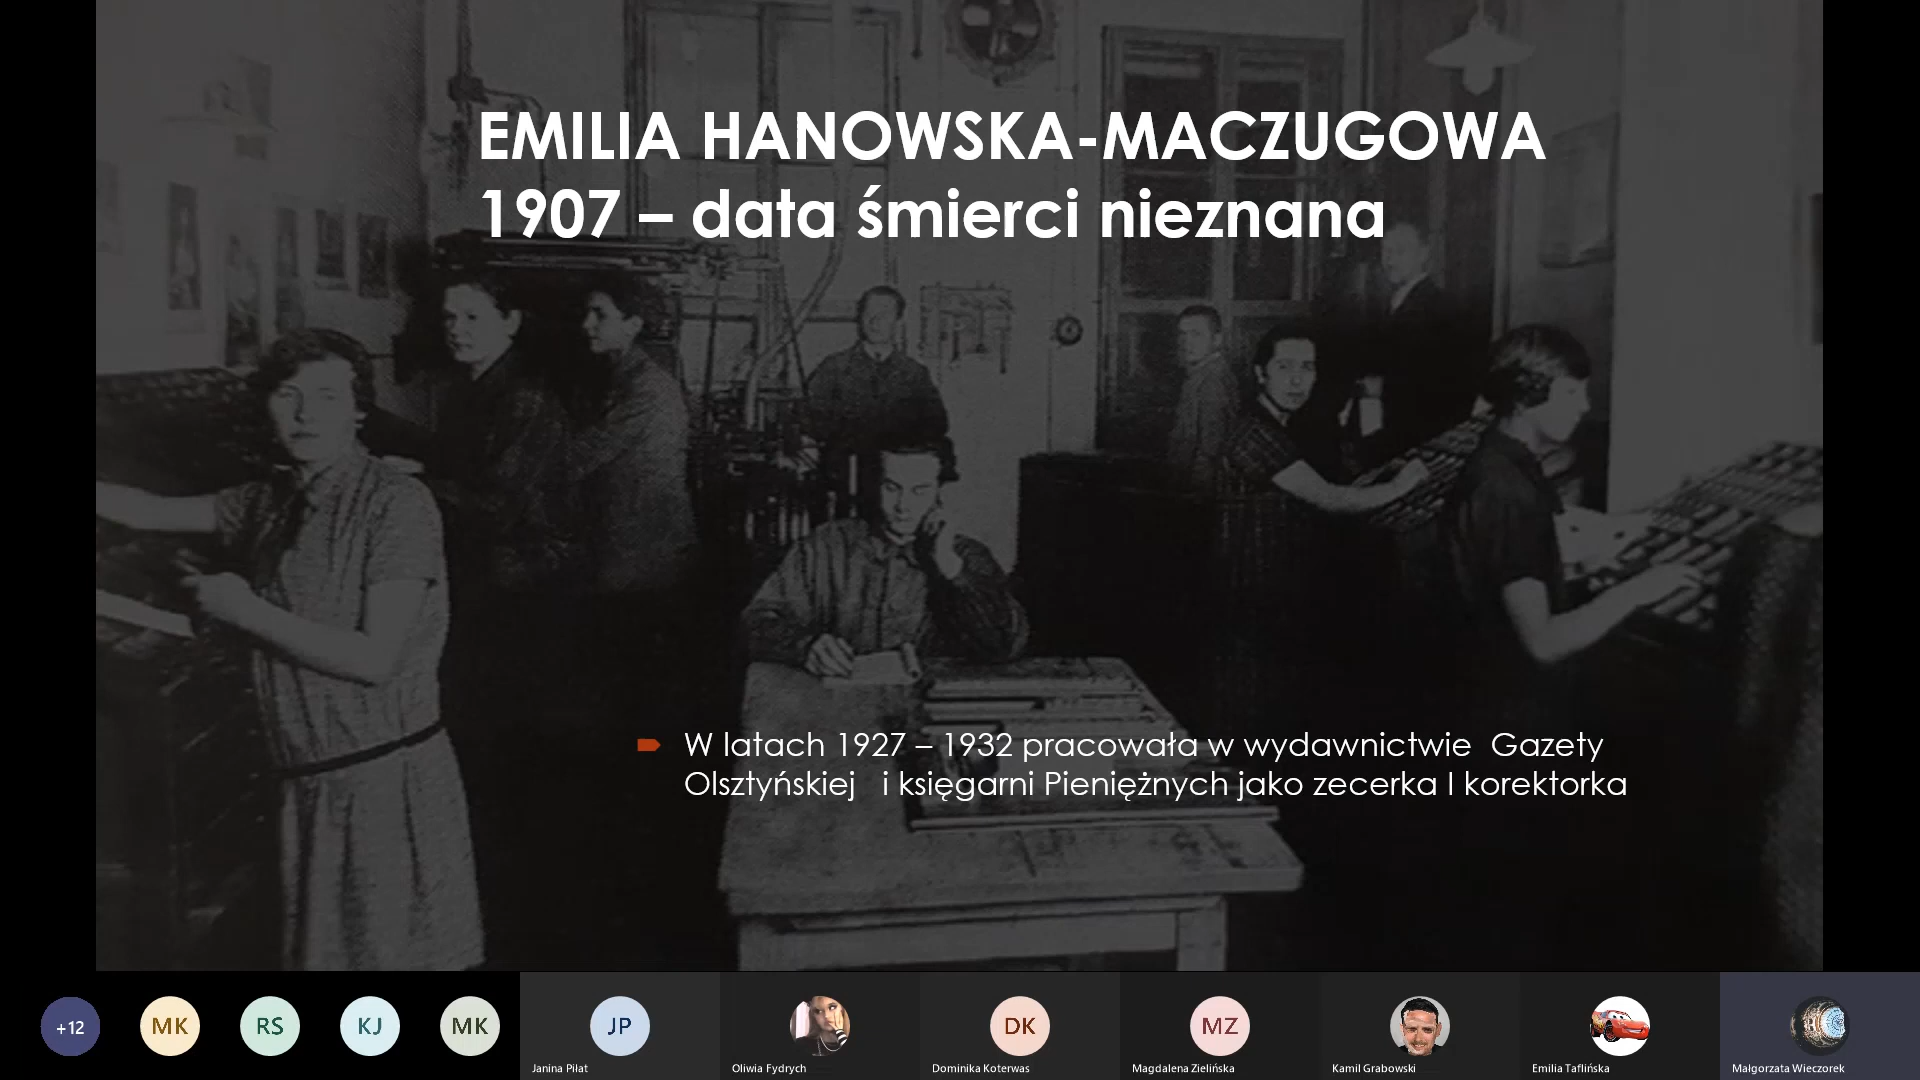 EMILIA HANOWSKA-MACZUGOWA
1907 – data śmierci nieznana
W latach 1927 – 1932 pracowała w wydawnictwie Gazety
Olsztyńskiej i księgarni Pieniężnych jako zecerka I korektorka
+12
MK
RS
KJ
MK
JP
DK
MZ
Janina Piłat
Oliwia Fydrych
Dominika Koterwas
Magdalena Zielińska
Kamil Grabowski
Emilia Taflińska
Małgorzata Wieczorek